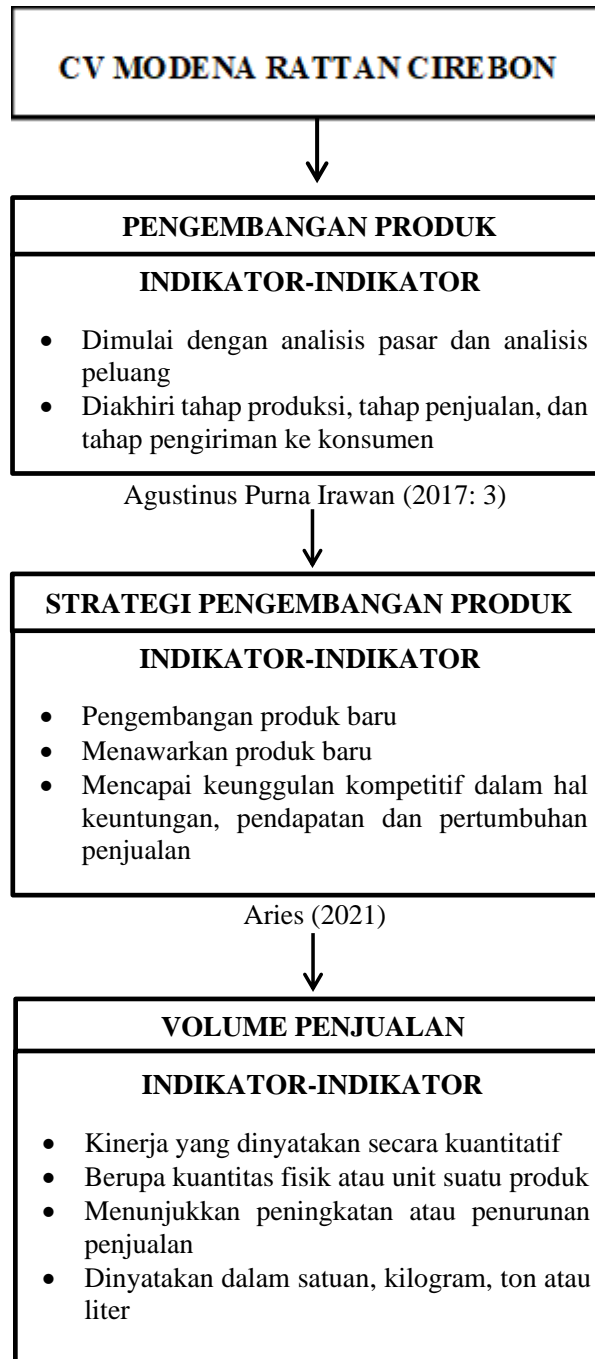 CV MODENA RATTAN CIREBON
PENGEMBANGAN PRODUK
INDIKATOR-INDIKATOR
• Dimulai dengan analisis pasar dan analisis
peluang
• Diakhiri tahap produksi, tahap penjualan, dan
tahap pengiriman ke konsumen
Agustinus Purna Irawan (2017: 3)
STRATEGI PENGEMBANGAN PRODUK
INDIKATOR-INDIKATOR
• Pengembangan produk baru
• Menawarkan produk baru
• Mencapai keunggulan kompetitif dalam hal
keuntungan, pendapatan dan pertumbuhan
penjualan
Aries (2021)
VOLUME PENJUALAN
INDIKATOR-INDIKATOR
• Kinerja yang dinyatakan secara kuantitatif
• Berupa kuantitas fisik atau unit suatu produk
• Menunjukkan peningkatan atau penurunan
penjualan
• Dinyatakan dalam satuan, kilogram, ton atau
liter